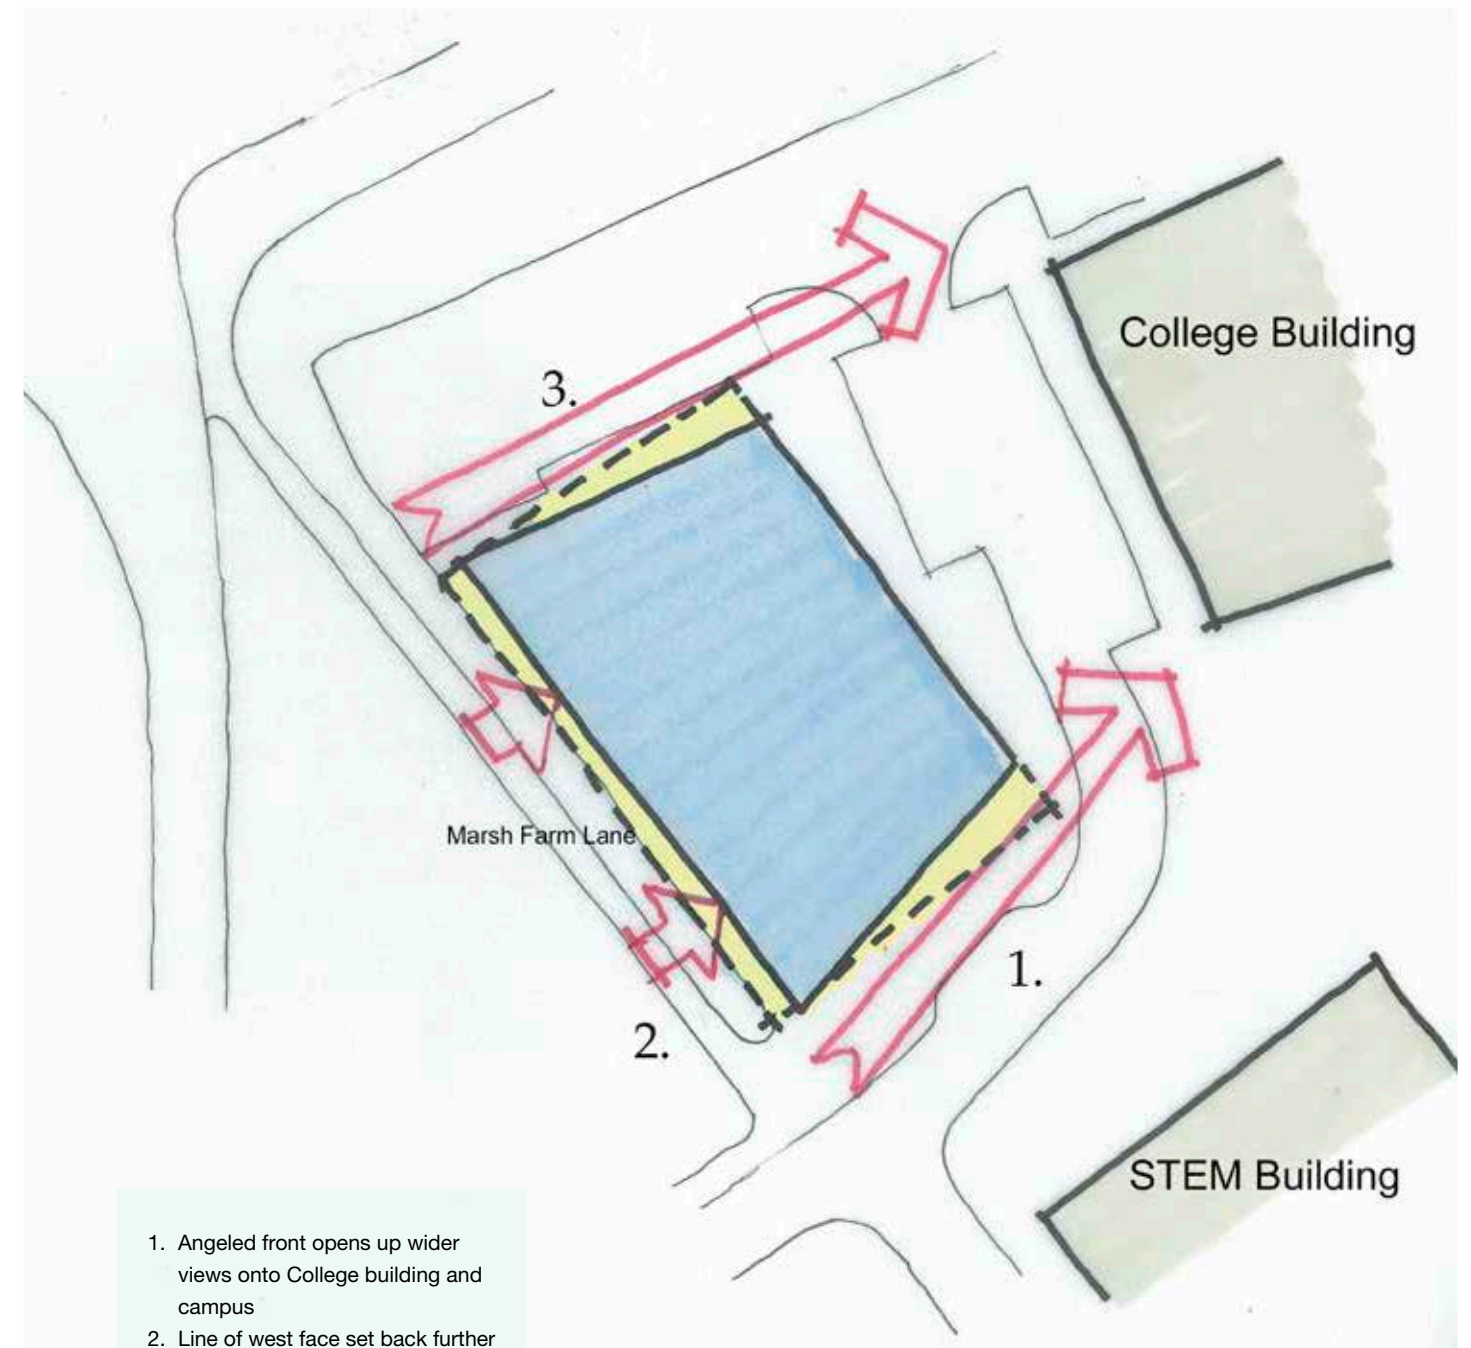 College Building
3.
Marsh Farm Lane
1.
2.
STEM Building
1. Angeled front opens up wider
views onto College building and
campus
2. Line of west face set back further